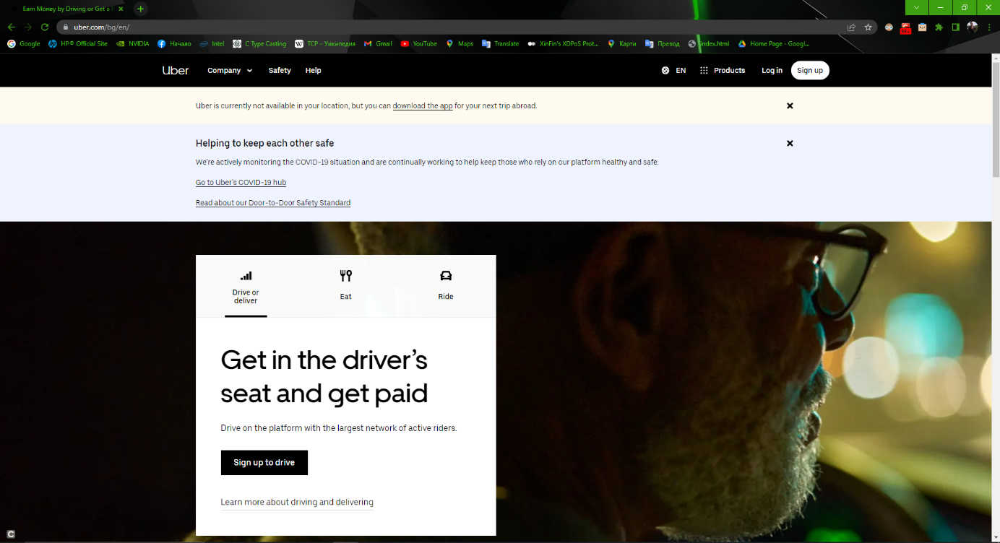 Earn Money by Driving or Get a
uber.com/bg/en/
Google HP® Official Site NVIDIA Начало Intel C Type Casting TCP – Уикипедия Gmail YouTube Maps Translate XinFin's XDPoS Prot... Карти Превод index.html Home Page - Googl...
Uber Company Safety Help EN Products Log in Sign up
Uber is currently not available in your location, but you can download the app for your next trip abroad.
Helping to keep each other safe
We're actively monitoring the COVID-19 situation and are continually working to help keep those who rely on our platform healthy and safe.
Go to Uber's COVID-19 hub
Read about our Door-to-Door Safety Standard
Drive or
deliver
Eat
Ride
Get in the driver's
seat and get paid
Drive on the platform with the largest network of active riders.
Sign up to drive
Learn more about driving and delivering